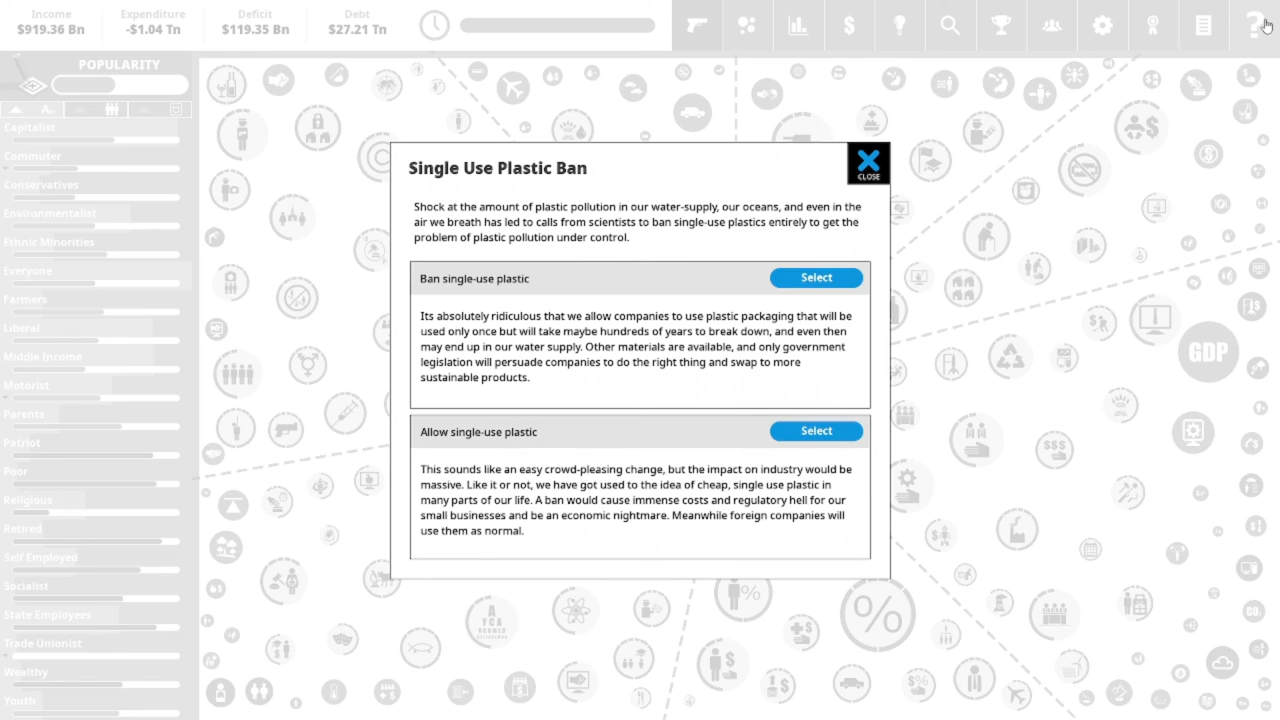 Income
$919.36 Bn
Expenditure
-$1.04 Tn
Deficit
$119.35 Bn
Debt
$27.21 Tn
POPULARITY
A..
Capitalist
Commuter
Conservatives
Environmentalist
Ethnic Minorities
Everyone
Farmers
Liberal
Middle Income
Motorist
Parents
Patriot
Poor
Religious
Retired
Self Employed
Socialist
State Employees
Trade Unionist
Wealthy
Youth
Single Use Plastic Ban
CLOSE
Shock at the amount of plastic pollution in our water-supply, our oceans, and even in the
air we breath has led to calls from scientists to ban single-use plastics entirely to get the
problem of plastic pollution under control.
Ban single-use plastic
Select
Its absolutely ridiculous that we allow companies to use plastic packaging that will be
used only once but will take maybe hundreds of years to break down, and even then
may end up in our water supply. Other materials are available, and only government
legislation will persuade companies to do the right thing and swap to more
sustainable products.
Allow single-use plastic
Select
This sounds like an easy crowd-pleasing change, but the impact on industry would be
massive. Like it or not, we have got used to the idea of cheap, single use plastic in
many parts of our life. A ban would cause immense costs and regulatory hell for our
small businesses and be an economic nightmare. Meanwhile foreign companies will
use them as normal.
GDP